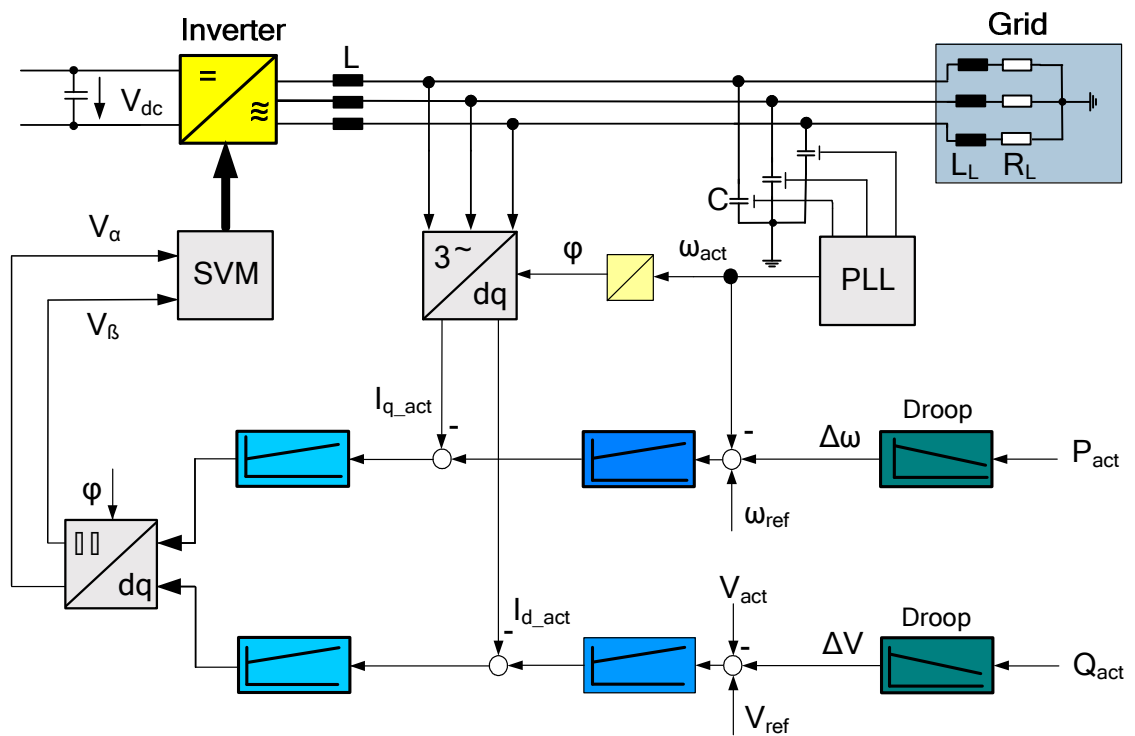 Inverter
Grid
L
=
≋
V_dc
L_L R_L
C
V_α
SVM
3~
dq
φ
ω_act
PLL
V_ß
I_q_act
-
-
Droop
Δω
P_act
ω_ref
φ
▯▯
dq
I_d_act
-
V_act
-
Droop
ΔV
Q_act
V_ref